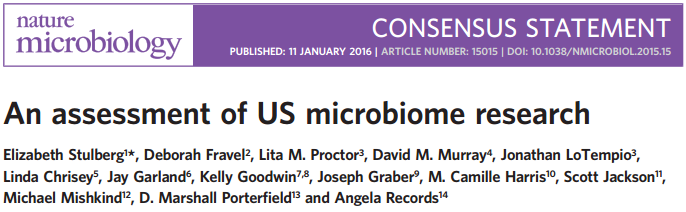 nature
microbiology
CONSENSUS STATEMENT
PUBLISHED: 11 JANUARY 2016 | ARTICLE NUMBER: 15015 | DOI: 10.1038/NMICROBIOL.2015.15
An assessment of US microbiome research
Elizabeth Stulberg1*, Deborah Fravel2, Lita M. Proctor3, David M. Murray4, Jonathan LoTempio3,
Linda Chrisey5, Jay Garland6, Kelly Goodwin7,8, Joseph Graber9, M. Camille Harris10, Scott Jackson11,
Michael Mishkind12, D. Marshall Porterfield13 and Angela Records14